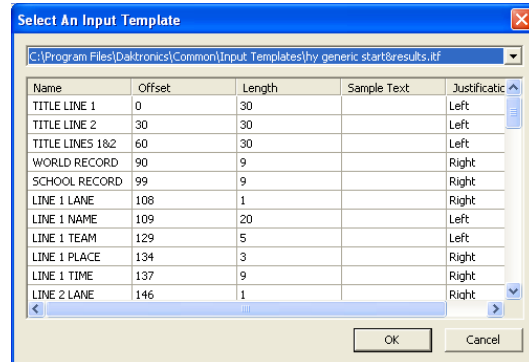 Select An Input Template
C:\Program Files\Daktronics\Common\Input Templates\hy generic start&results.itf
Name Offset Length Sample Text Justificatic
TITLE LINE 1 0 30 Left
TITLE LINE 2 30 30 Left
TITLE LINES 1&2 60 30 Left
WORLD RECORD 90 9 Right
SCHOOL RECORD 99 9 Right
LINE 1 LANE 108 1 Right
LINE 1 NAME 109 20 Left
LINE 1 TEAM 129 5 Left
LINE 1 PLACE 134 3 Right
LINE 1 TIME 137 9 Right
LINE 2 LANE 146 1 Right
OK Cancel